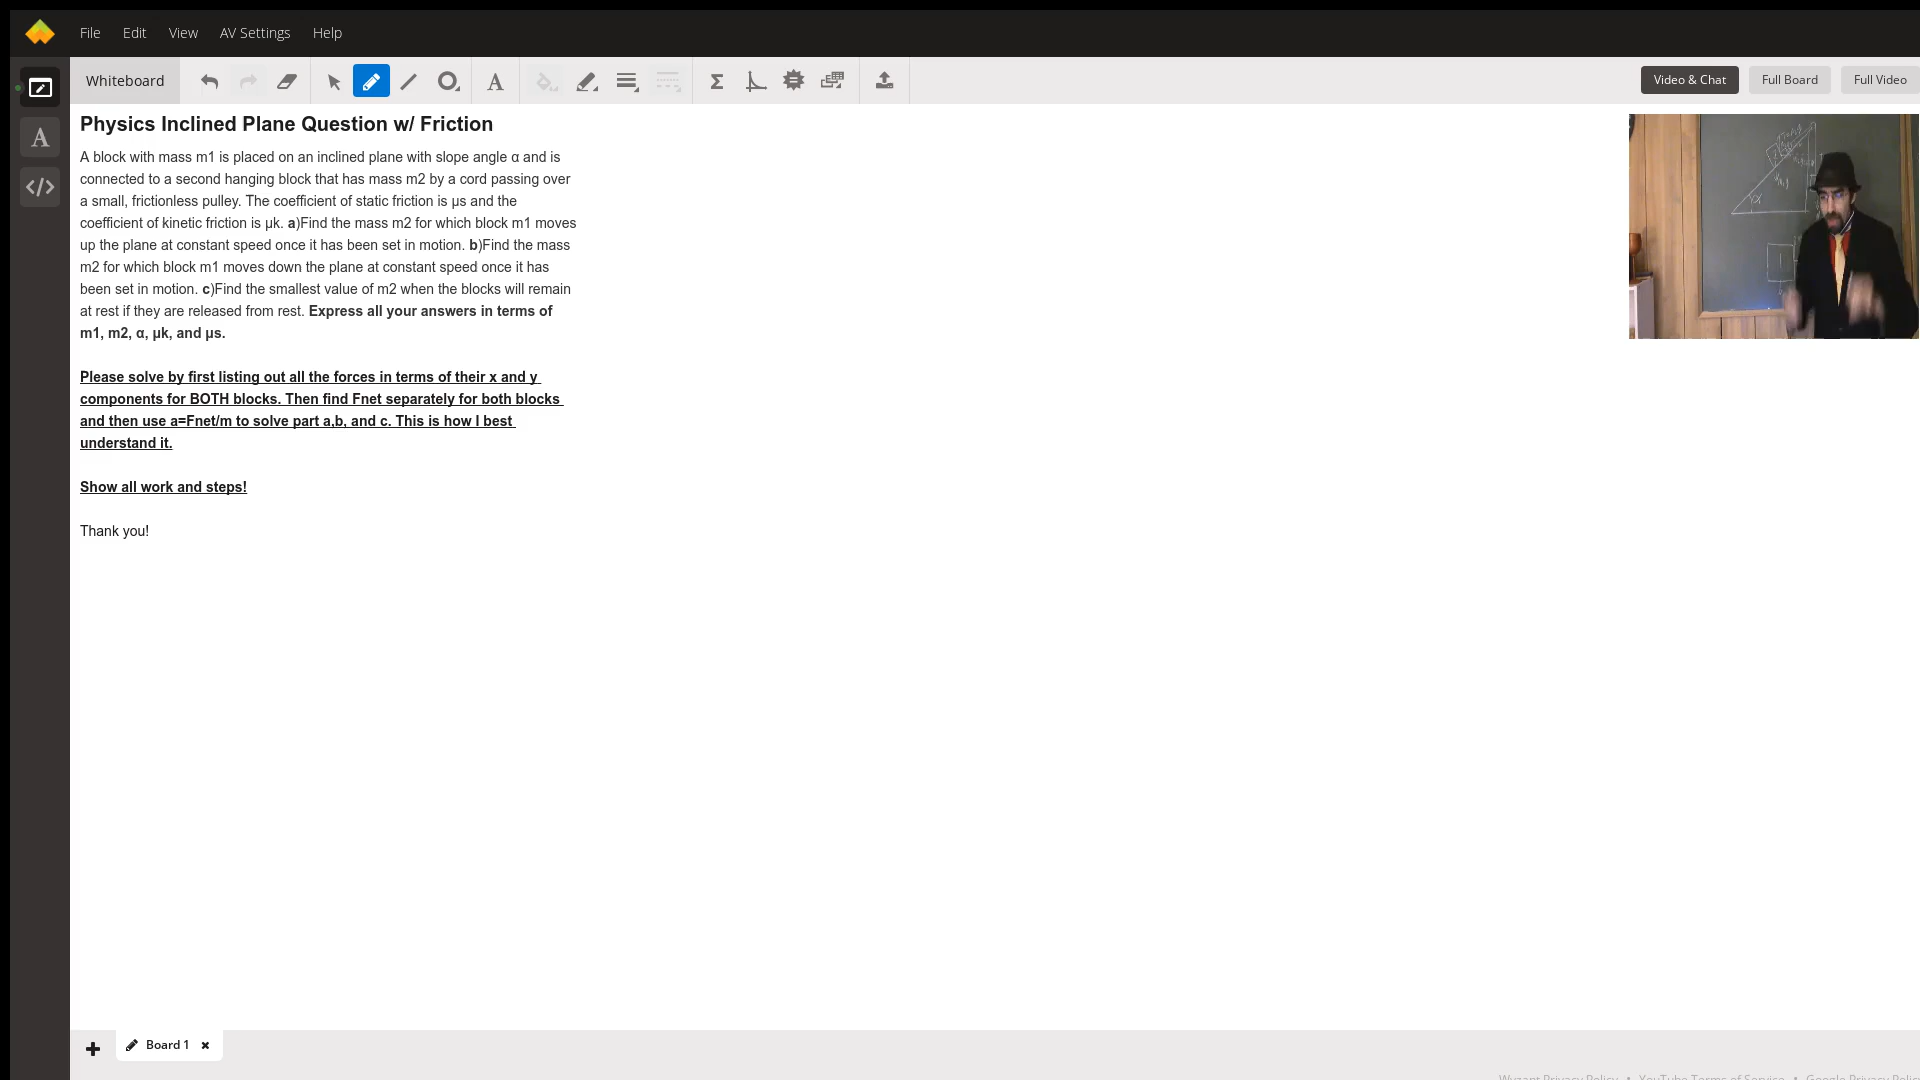 File Edit View AV Settings Help
Whiteboard
A
Σ
Video & Chat Full Board Full Video
A
Physics Inclined Plane Question w/ Friction
A block with mass m1 is placed on an inclined plane with slope angle α and is
connected to a second hanging block that has mass m2 by a cord passing over
a small, frictionless pulley. The coefficient of static friction is μs and the
coefficient of kinetic friction is μk. a)Find the mass m2 for which block m1 moves
up the plane at constant speed once it has been set in motion. b)Find the mass
m2 for which block m1 moves down the plane at constant speed once it has
been set in motion. c)Find the smallest value of m2 when the blocks will remain
at rest if they are released from rest. Express all your answers in terms of
m1, m2, α, μk, and μs.
Please solve by first listing out all the forces in terms of their x and y
components for BOTH blocks. Then find Fnet separately for both blocks
and then use a=Fnet/m to solve part a,b, and c. This is how I best
understand it.
Show all work and steps!
Thank you!
Board 1
Wyzant Privacy Policy • YouTube Terms of Service • Google Privacy